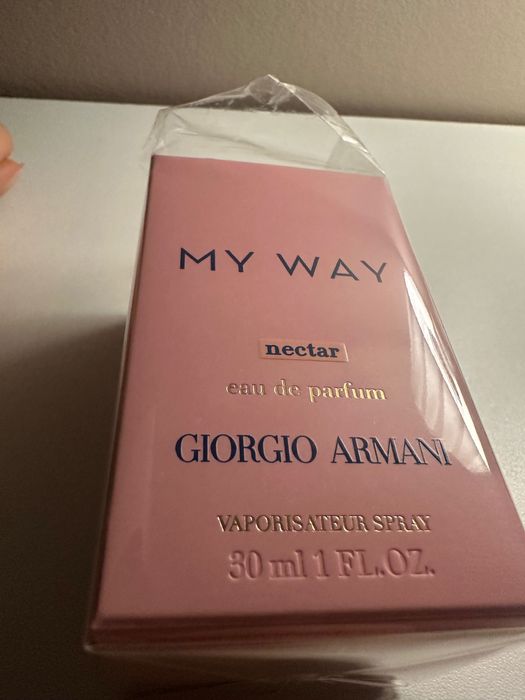 MY WAY
nectar
eau de parfum
GIORGIO ARMANI
VAPORISATEUR SPRAY
30 ml 1 FL.OZ.